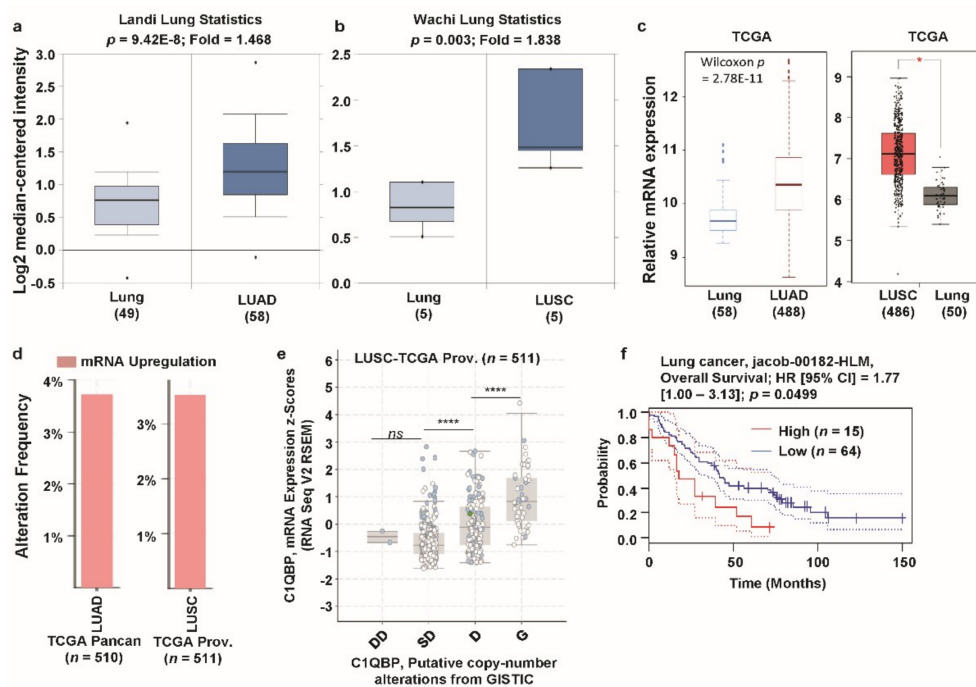 a
Landi Lung Statistics
p = 9.42E-8; Fold = 1.468
Log2 median-centered intensity
3.0
2.5
2.0
1.5
1.0
0.5
0.0
-0.5
Lung
(49)
LUAD
(58)
b
Wachi Lung Statistics
p = 0.003; Fold = 1.838
2.5
2.0
1.5
1.0
0.5
0.0
Lung
(5)
LUSC
(5)
c
TCGA
Wilcoxon p
= 2.78E-11
Relative mRNA expression
12
11
10
9
Lung
(58)
LUAD
(488)
TCGA
*
9
8
7
6
5
4
LUSC
(486)
Lung
(50)
d
mRNA Upregulation
Alteration Frequency
4%
3%
2%
1%
LUAD
TCGA Pancan
(n = 510)
3%
2%
1%
LUSC
TCGA Prov.
(n = 511)
e
LUSC-TCGA Prov. (n = 511)
C1QBP, mRNA Expression z-Scores
(RNA Seq V2 RSEM)
6
5
4
3
2
1
0
-1
-2
-3
ns
****
****
DD
SD
D
G
C1QBP, Putative copy-number
alterations from GISTIC
f
Lung cancer, jacob-00182-HLM,
Overall Survival; HR [95% CI] = 1.77
[1.00 – 3.13]; p = 0.0499
Probability
1.0
0.8
0.6
0.4
0.2
0.0
High (n = 15)
Low (n = 64)
0
50
100
150
Time (Months)